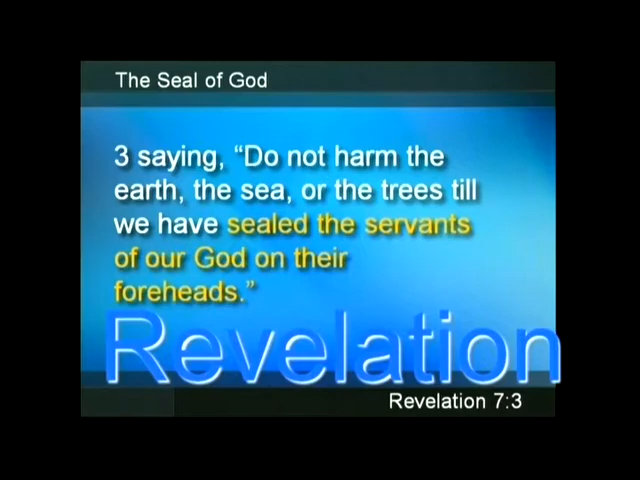 The Seal of God
3 saying, “Do not harm the
earth, the sea, or the trees till
we have sealed the servants
of our God on their
foreheads.”
Revelation
Revelation 7:3